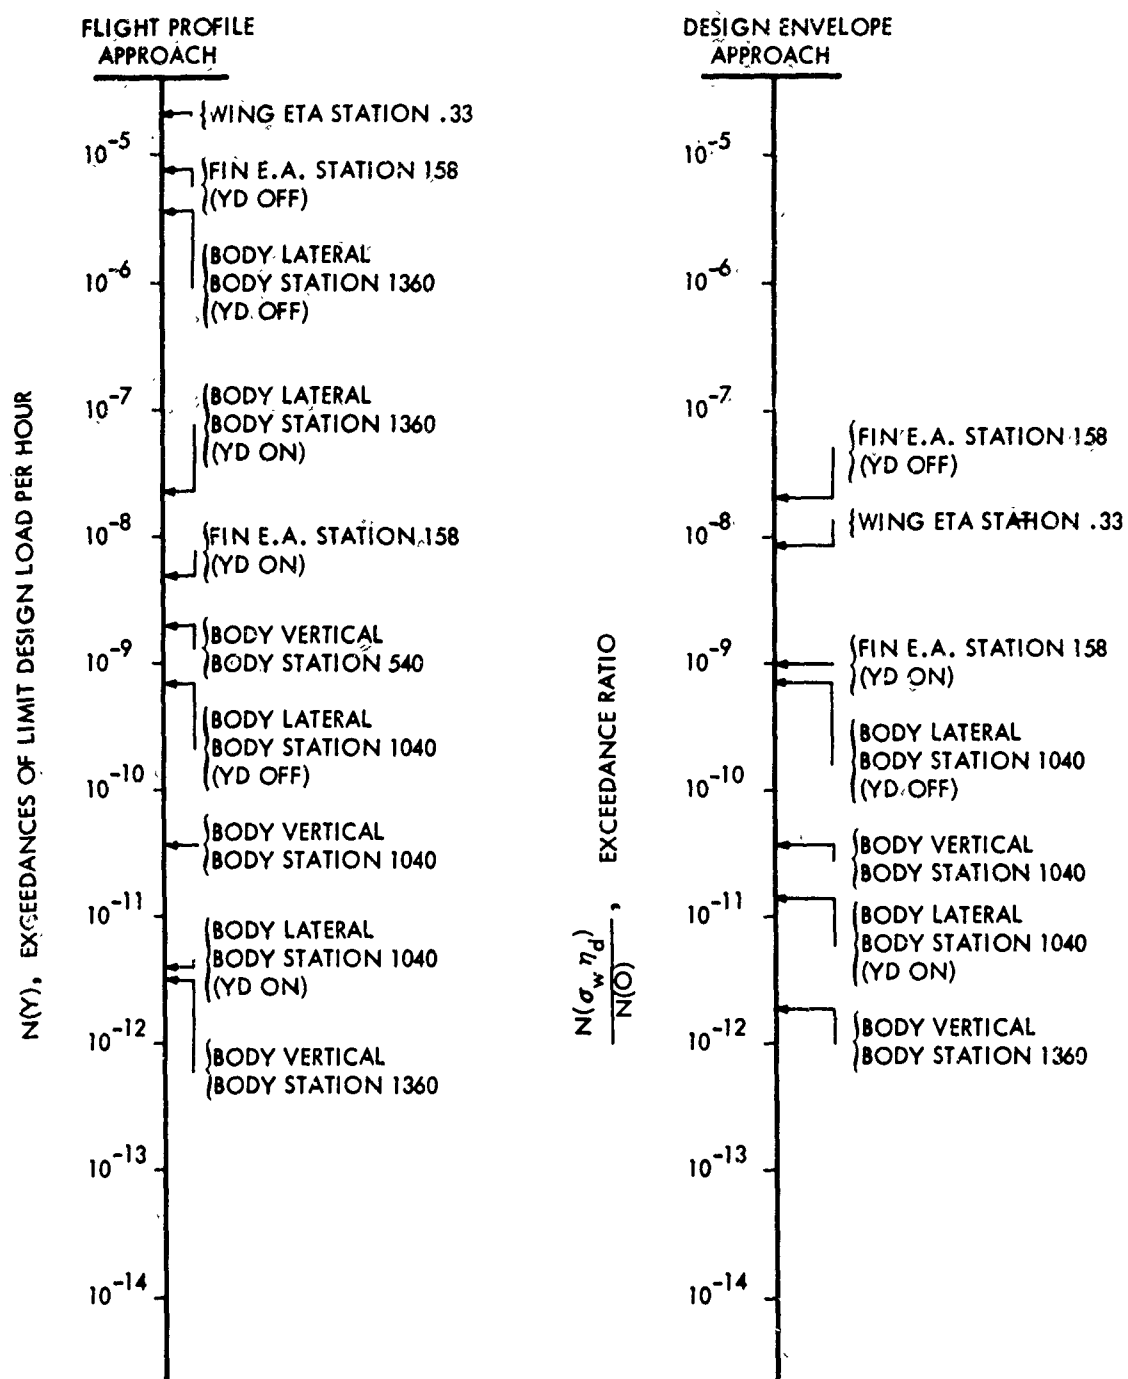 FLIGHT PROFILE
APPROACH
WING ETA STATION .33
10-5
FIN E.A. STATION 158
(YD OFF)
BODY LATERAL
BODY STATION 1360
(YD OFF)
10-6
10-7
BODY LATERAL
BODY STATION 1360
(YD ON)
10-8
FIN E.A. STATION 158
(YD ON)
BODY VERTICAL
BODY STATION 540
10-9
BODY LATERAL
BODY STATION 1040
(YD OFF)
10-10
BODY VERTICAL
BODY STATION 1040
10-11
BODY LATERAL
BODY STATION 1040
(YD ON)
10-12
BODY VERTICAL
BODY STATION 1360
10-13
10-14
N(Y), EXCEEDANCES OF LIMIT DESIGN LOAD PER HOUR
DESIGN ENVELOPE
APPROACH
10-5
10-6
10-7
FIN E.A. STATION 158
(YD OFF)
10-8
WING ETA STATION .33
10-9
FIN E.A. STATION 158
(YD ON)
BODY LATERAL
BODY STATION 1040
(YD OFF)
10-10
BODY VERTICAL
BODY STATION 1040
10-11
BODY LATERAL
BODY STATION 1040
(YD ON)
10-12
BODY VERTICAL
BODY STATION 1360
10-13
10-14
N(σw ηd)
N(O)
, EXCEEDANCE RATIO